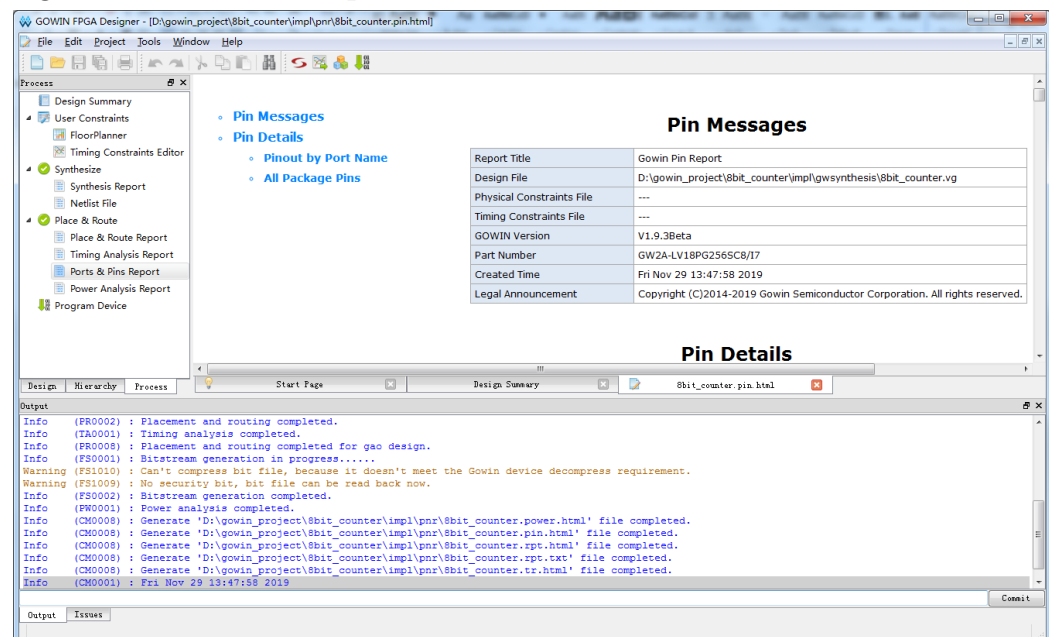 GOWIN FPGA Designer - [D:\gowin_project\8bit_counter\impl\pnr\8bit_counter.pin.html]
File Edit Project Tools Window Help
Process
Design Summary
User Constraints
FloorPlanner
Timing Constraints Editor
Synthesize
Synthesis Report
Netlist File
Place & Route
Place & Route Report
Timing Analysis Report
Ports & Pins Report
Power Analysis Report
Program Device
Design Hierarchy Process
Pin Messages
Pin Details
Pinout by Port Name
All Package Pins
Pin Messages
Report Title Gowin Pin Report
Design File D:\gowin_project\8bit_counter\impl\gwsynthesis\8bit_counter.vg
Physical Constraints File ---
Timing Constraints File ---
GOWIN Version V1.9.3Beta
Part Number GW2A-LV18PG256SC8/I7
Created Time Fri Nov 29 13:47:58 2019
Legal Announcement Copyright (C)2014-2019 Gowin Semiconductor Corporation. All rights reserved.
Pin Details
Start Page Design Summary 8bit_counter.pin.html
Output
Info (PR0002) : Placement and routing completed.
Info (TA0001) : Timing analysis completed.
Info (PR0008) : Placement and routing completed for gao design.
Info (FS0001) : Bitstream generation in progress......
Warning (FS1010) : Can't compress bit file, because it doesn't meet the Gowin device decompress requirement.
Warning (FS1009) : No security bit, bit file can be read back now.
Info (FS0002) : Bitstream generation completed.
Info (PW0001) : Power analysis completed.
Info (CM0008) : Generate 'D:\gowin_project\8bit_counter\impl\pnr\8bit_counter.power.html' file completed.
Info (CM0008) : Generate 'D:\gowin_project\8bit_counter\impl\pnr\8bit_counter.pin.html' file completed.
Info (CM0008) : Generate 'D:\gowin_project\8bit_counter\impl\pnr\8bit_counter.rpt.html' file completed.
Info (CM0008) : Generate 'D:\gowin_project\8bit_counter\impl\pnr\8bit_counter.rpt.txt' file completed.
Info (CM0008) : Generate 'D:\gowin_project\8bit_counter\impl\pnr\8bit_counter.tr.html' file completed.
Info (CM0001) : Fri Nov 29 13:47:58 2019
Commit
Output Issues